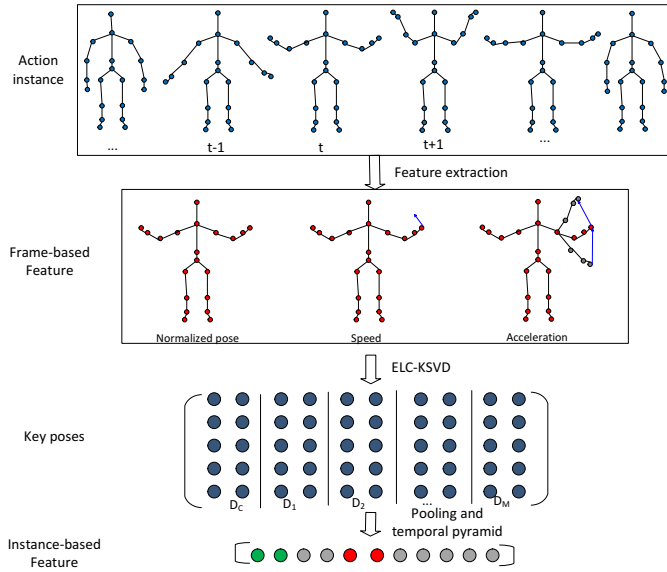 Action
instance
...
t-1
t
t+1
...
Feature extraction
Frame-based
Feature
Normalized pose
Speed
Acceleration
ELC-KSVD
Key poses
D_C
D_1
D_2
...
D_M
Pooling and
temporal pyramid
Instance-based
Feature